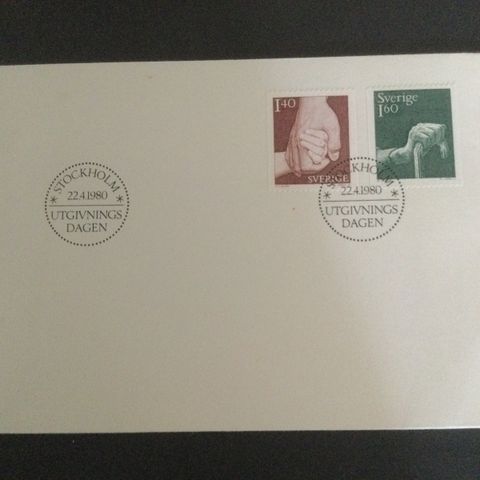 1.40
SVERIGE
Sverige
1.60
STOCKHOLM
* 22.4.1980 *
UTGIVNINGS
DAGEN
STOCKHOLM
* 22.4.1980 *
UTGIVNINGS
DAGEN